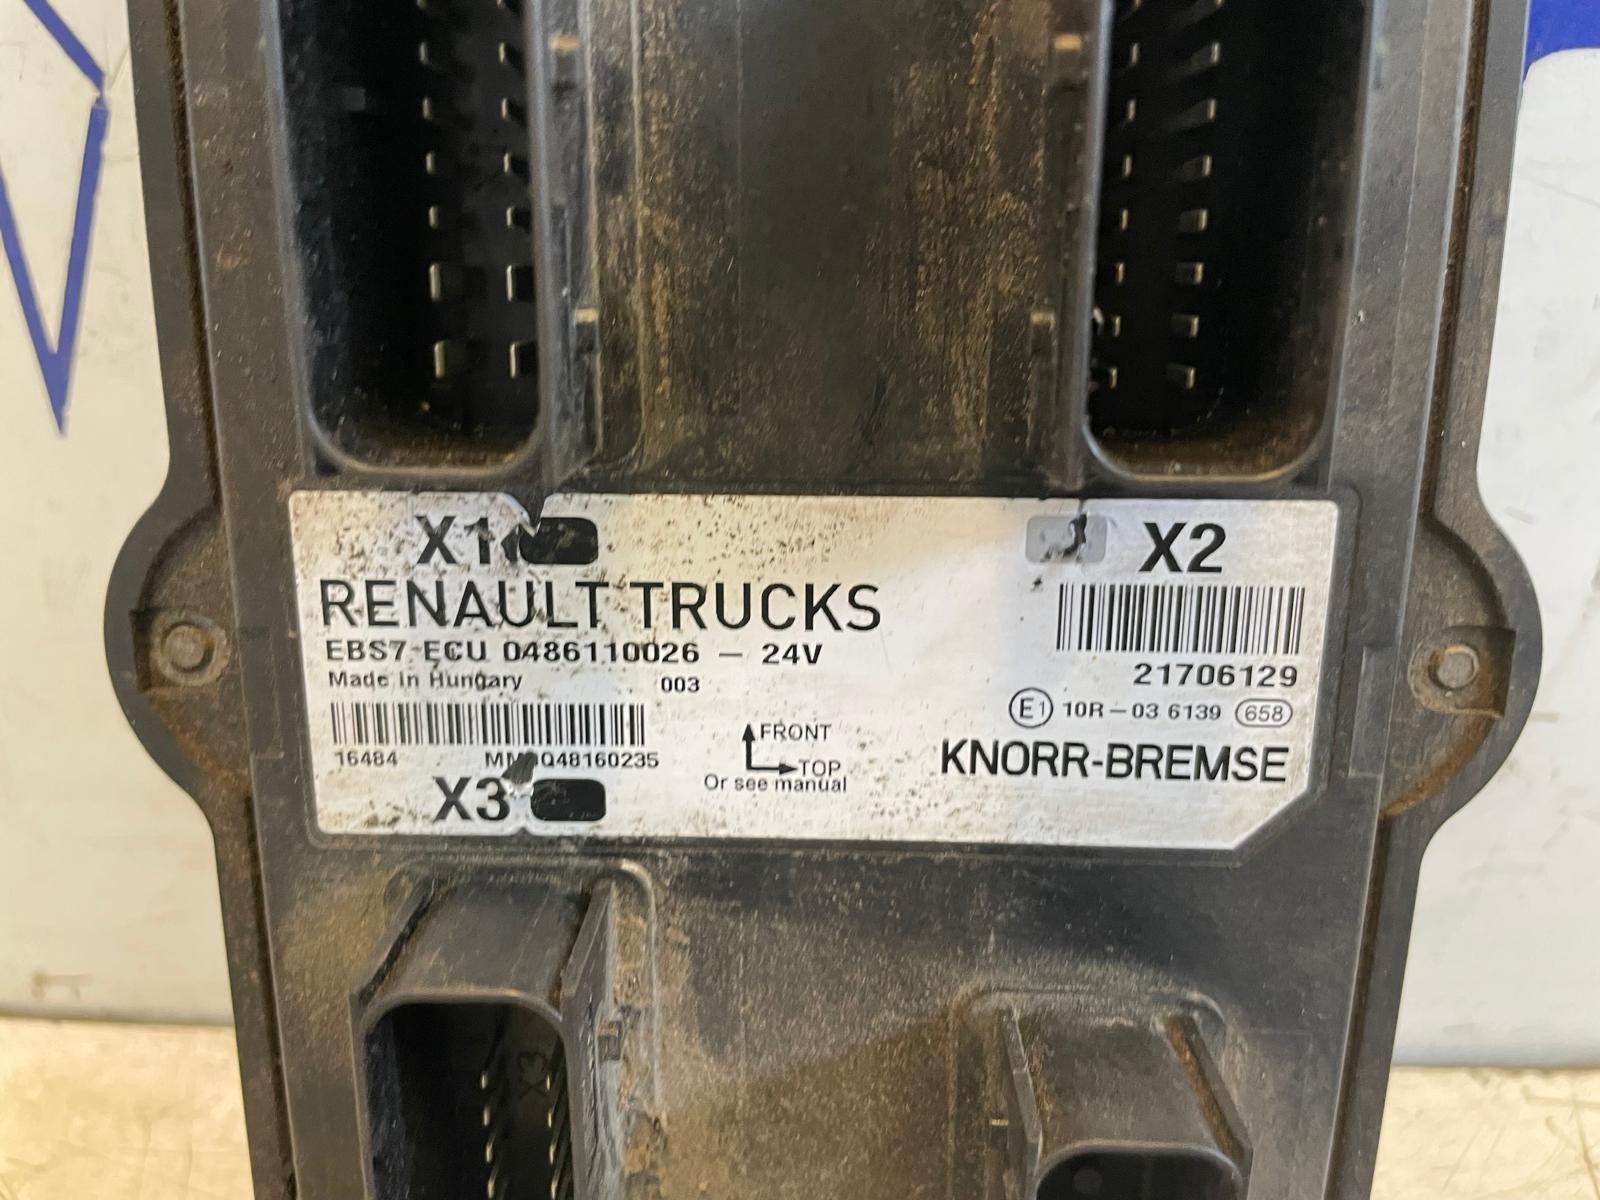 X1
X2
RENAULT TRUCKS
EBS7 ECU 0486110026 – 24V
Made in Hungary 003
21706129
E1 10R – 03 6139 658
16484
FRONT
TOP
Or see manual
KNORR-BREMSE
X3
X3